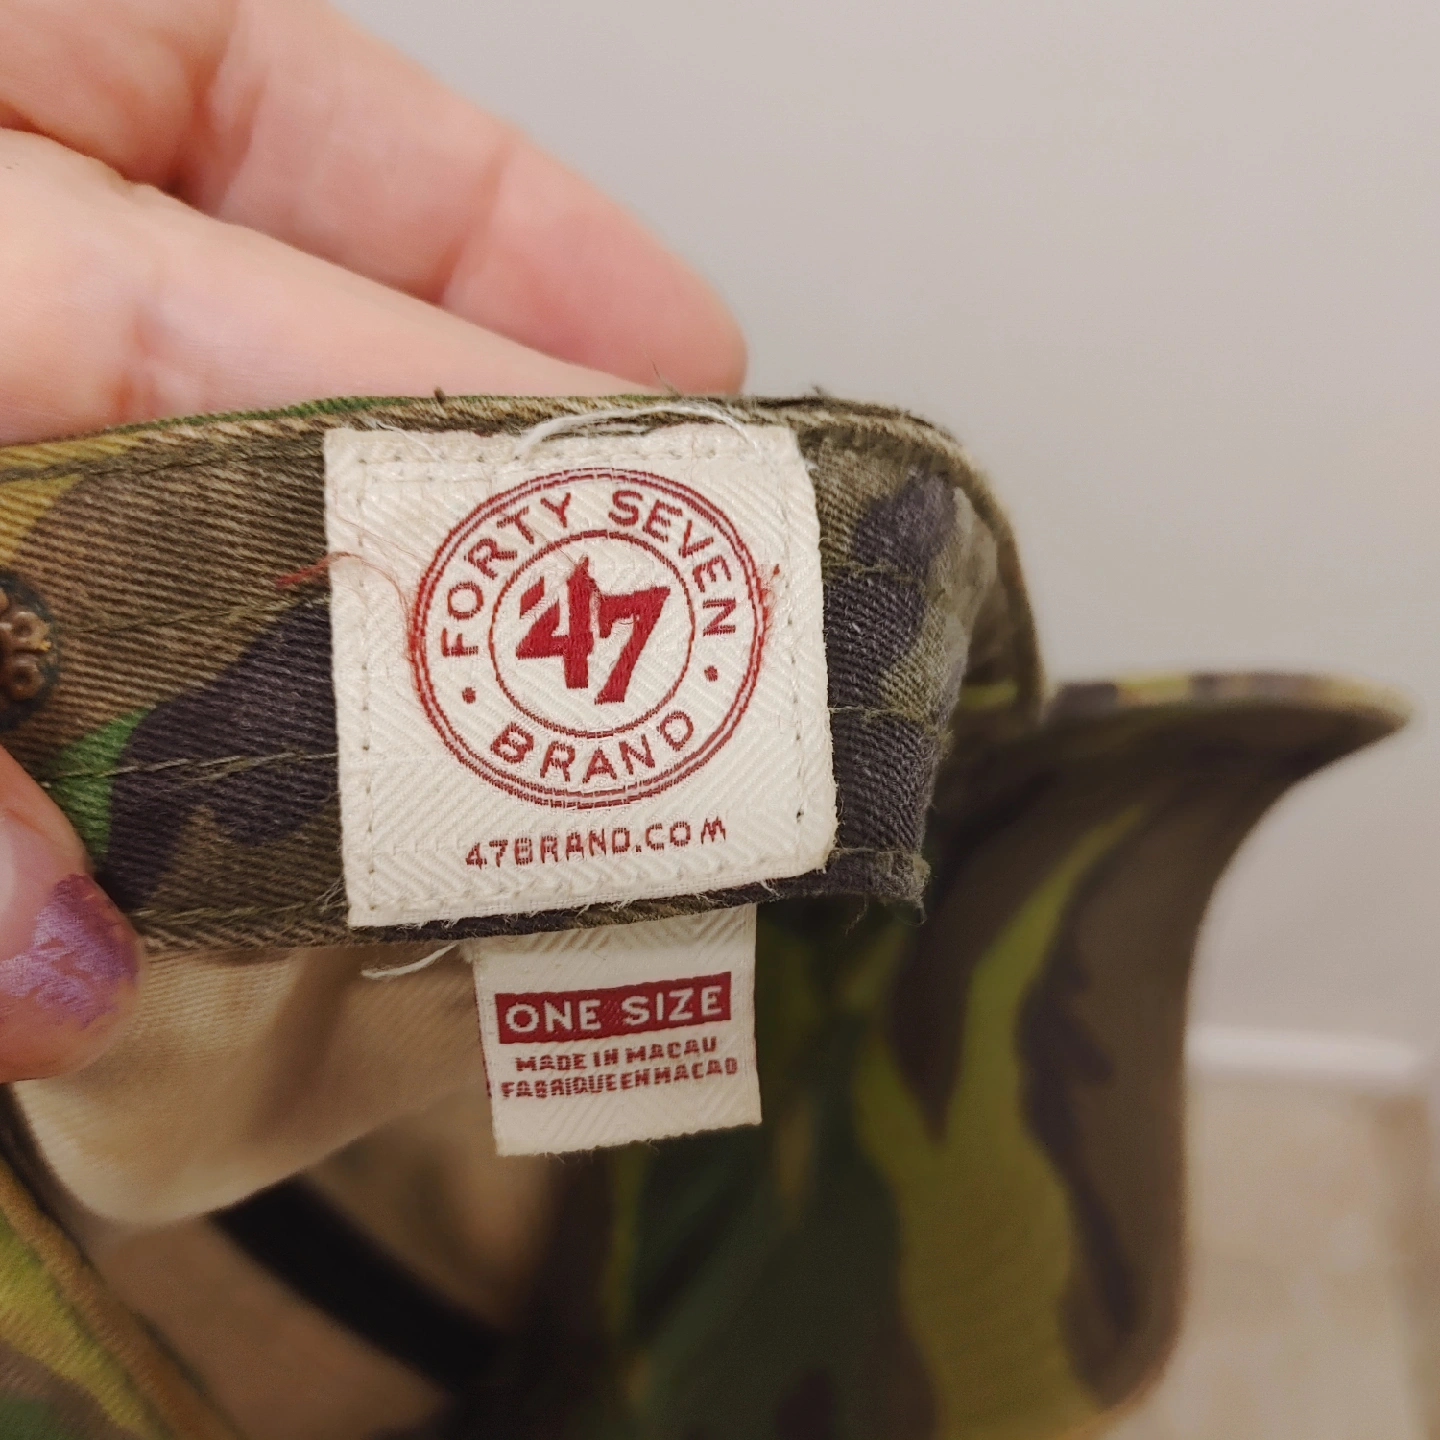 FORTY SEVEN
47
BRAND
47BRAND.COM
ONE SIZE
MADE IN MACAU
FABRIQUE EN MACAO